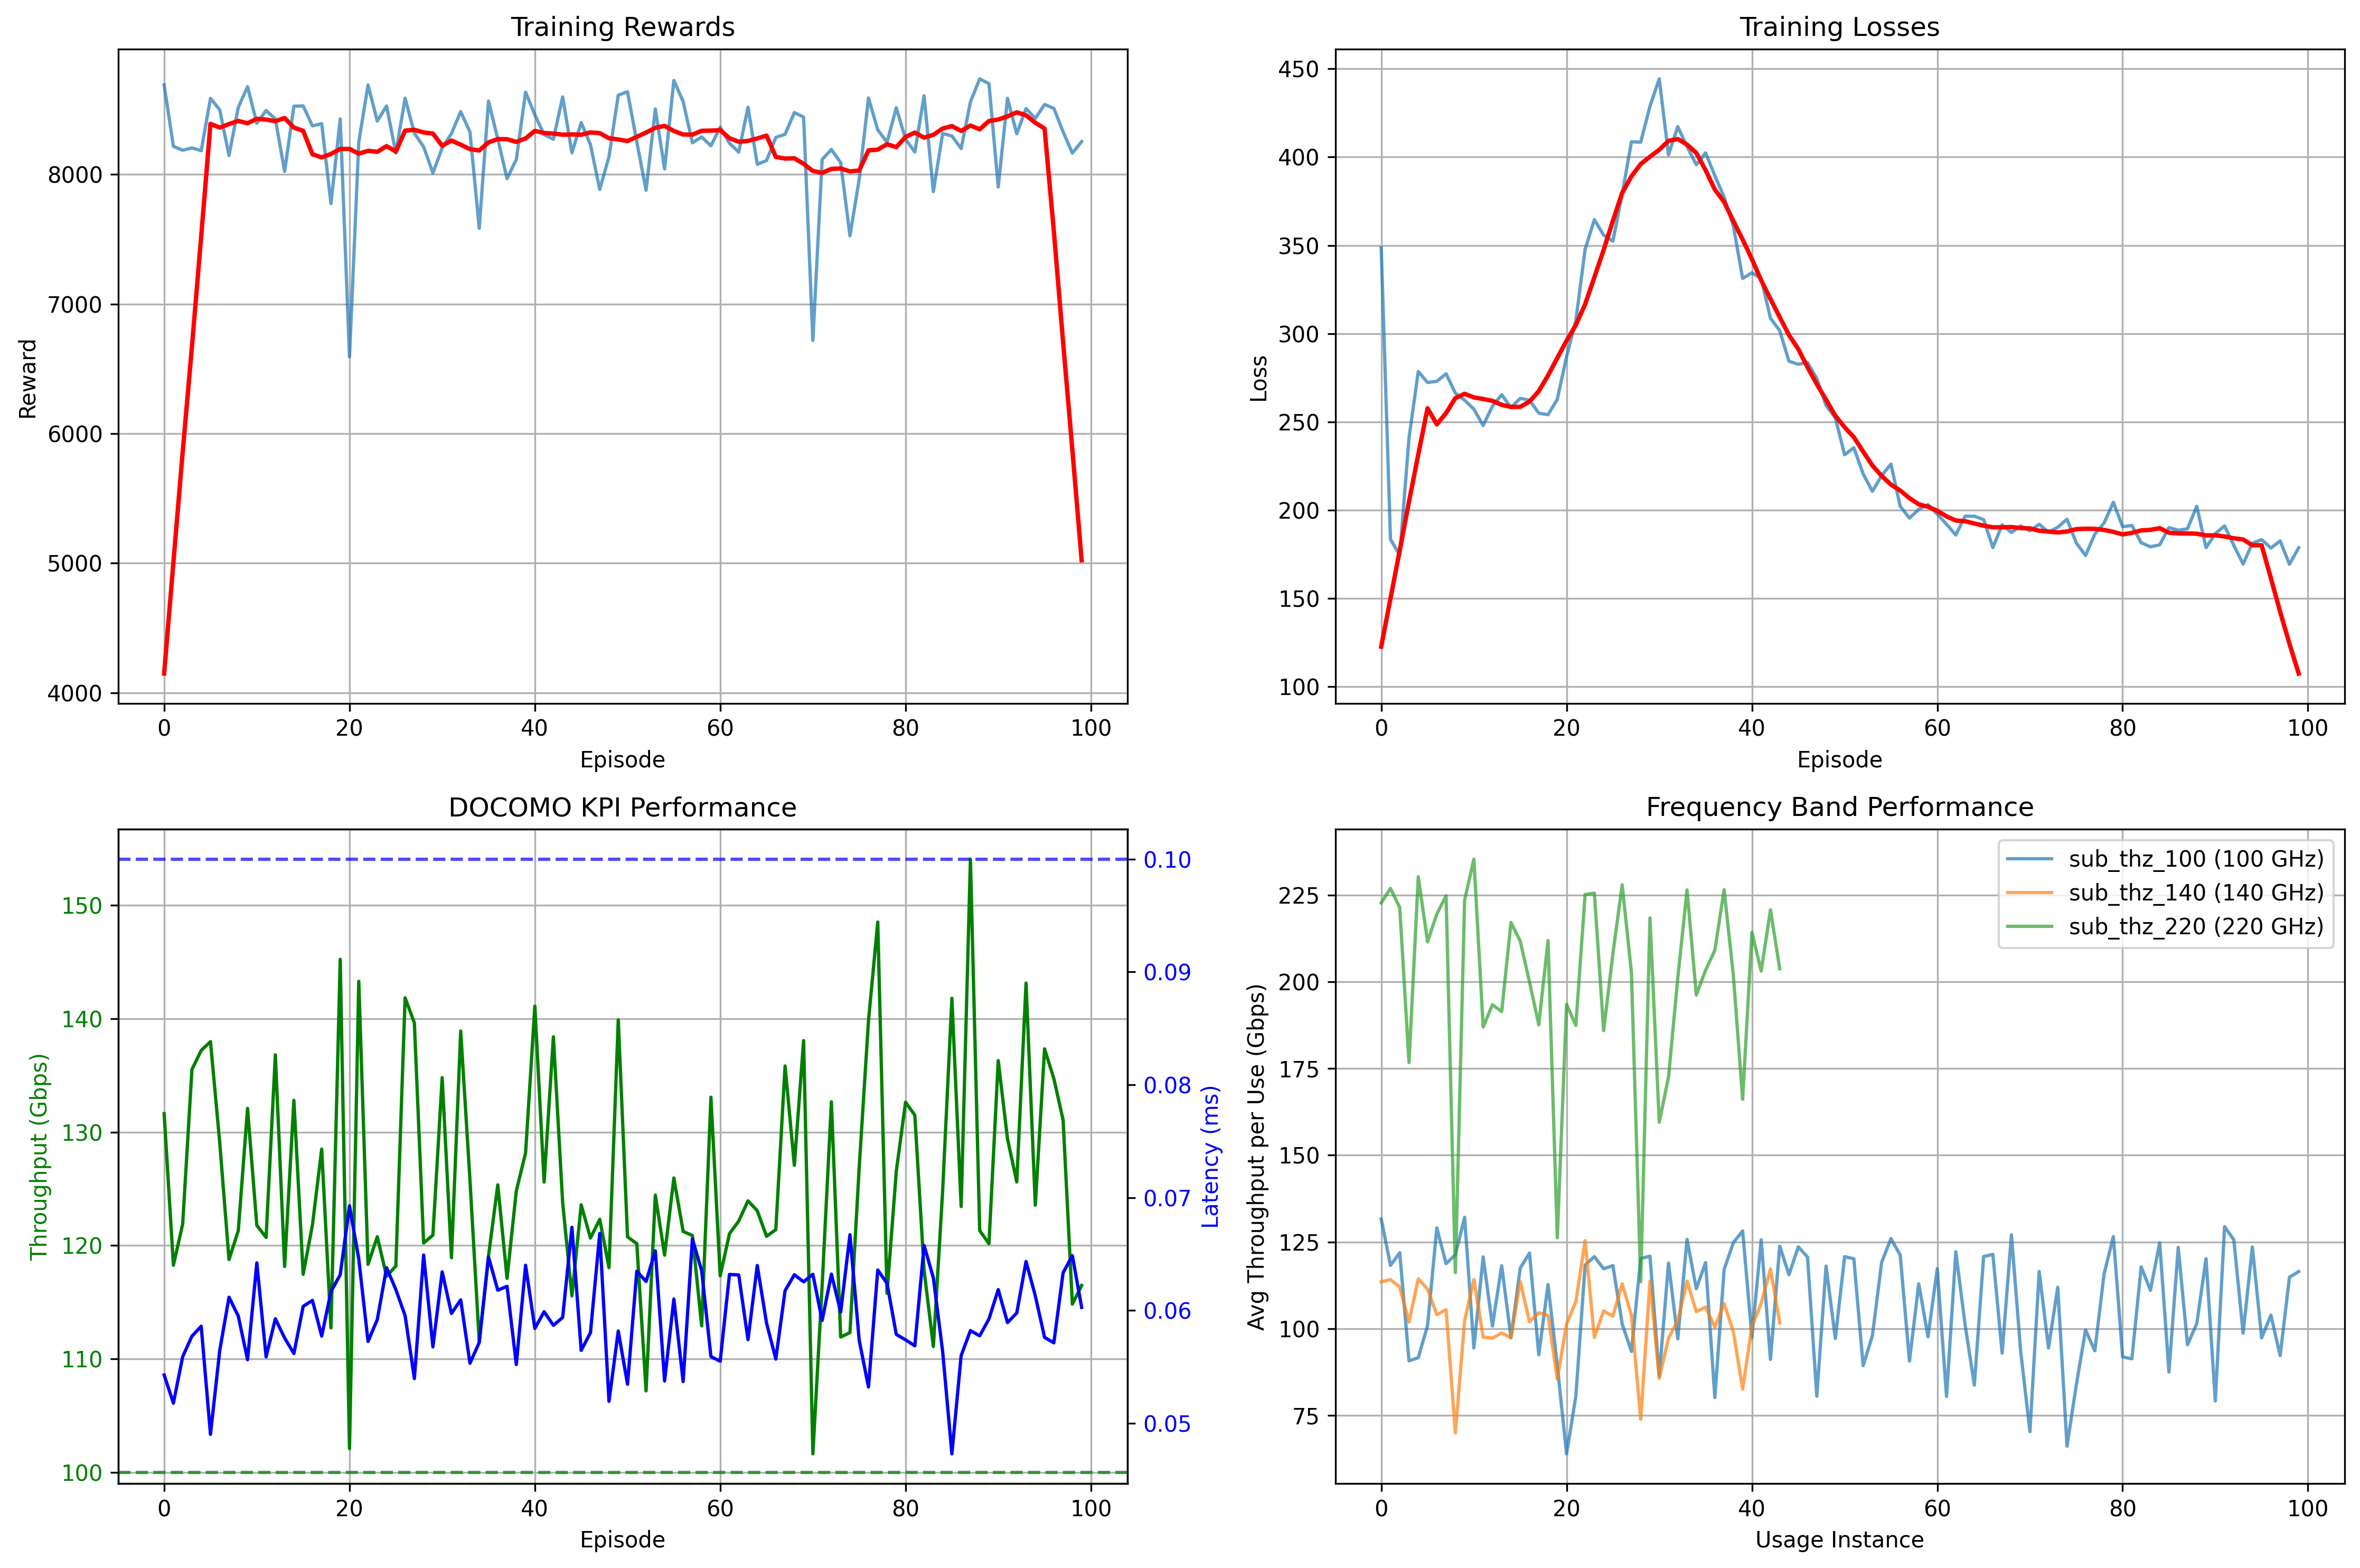 Training Rewards
Reward
8000
7000
6000
5000
4000
0 20 40 60 80 100
Episode
Training Losses
Loss
450
400
350
300
250
200
150
100
0 20 40 60 80 100
Episode
DOCOMO KPI Performance
Throughput (Gbps)
150
140
130
120
110
100
Latency (ms)
0.10
0.09
0.08
0.07
0.06
0.05
0 20 40 60 80 100
Episode
Frequency Band Performance
Avg Throughput per Use (Gbps)
225
200
175
150
125
100
75
sub_thz_100 (100 GHz)
sub_thz_140 (140 GHz)
sub_thz_220 (220 GHz)
0 20 40 60 80 100
Usage Instance